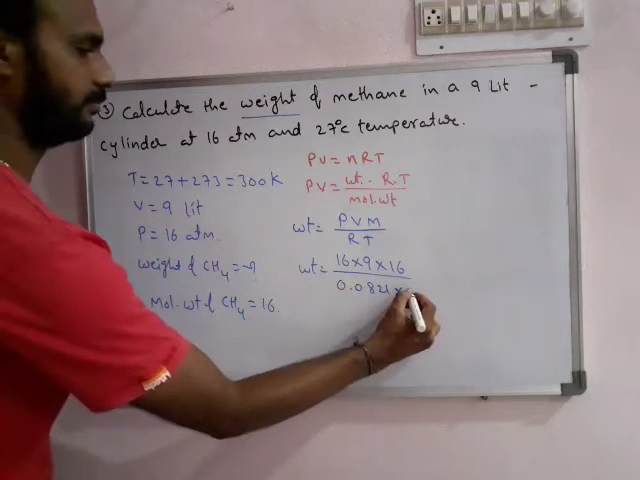 ③ Calculate the weight of methane in a 9 Lit -
cylinder at 16 atm and 27°c temperature.
T = 27 + 273 = 300 K
V = 9 lit
P = 16 atm.
Weight of CH4 = ?
Mol. wt of CH4 = 16.
PV = nRT
PV = wt. . R.T / mol.wt
wt = PVM / RT
wt = 16 × 9 × 16 / 0.0821 ×